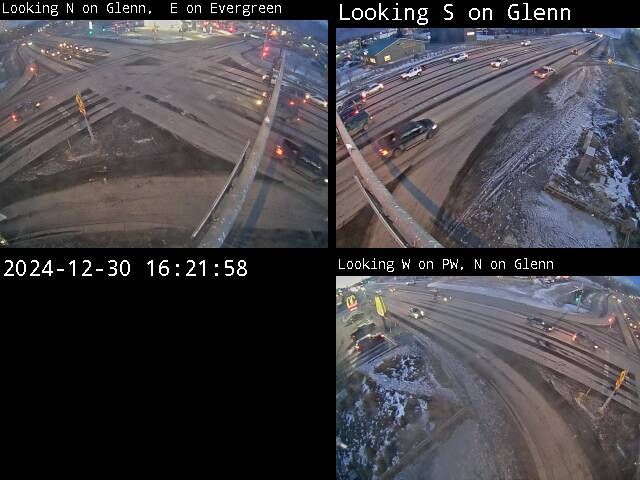 Looking N on Glenn,  E on Evergreen
Looking S on Glenn
2024-12-30 16:21:58
Looking W on PW, N on Glenn